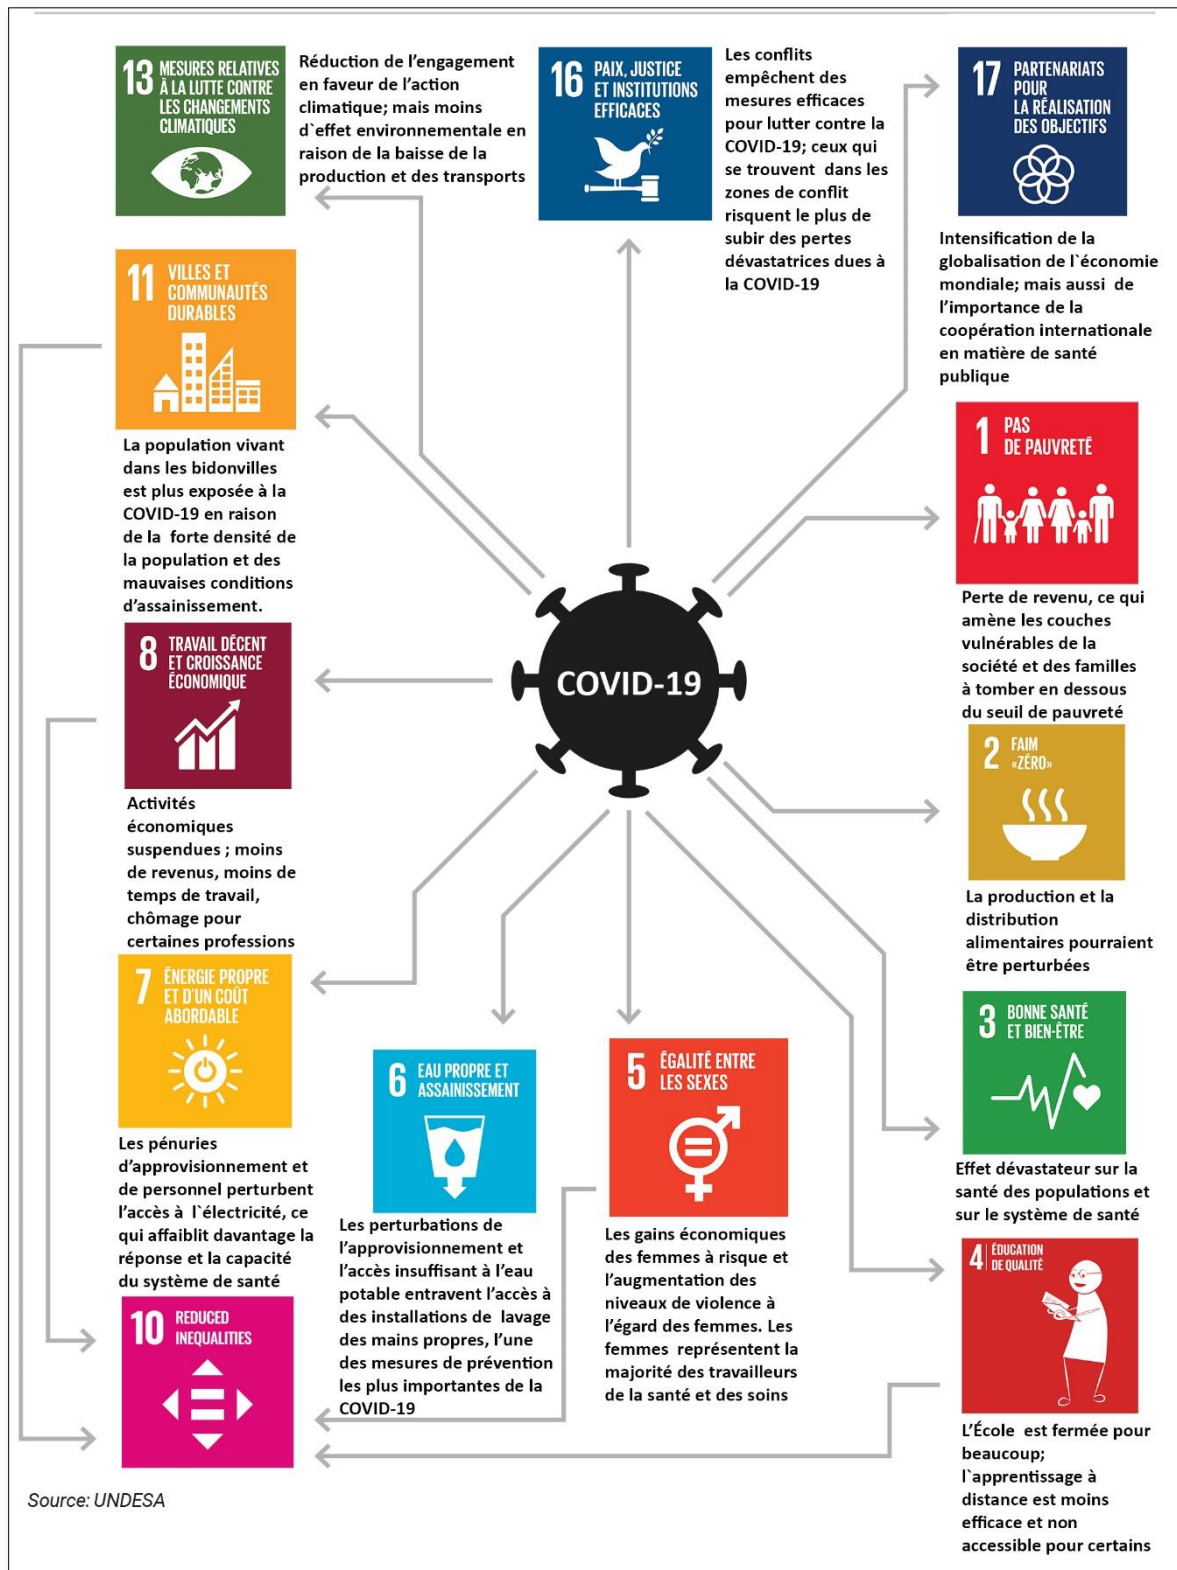 13 MESURES RELATIVES
À LA LUTTE CONTRE
LES CHANGEMENTS
CLIMATIQUES
Réduction de l’engagement
en faveur de l’action
climatique; mais moins
d`effet environnementale en
raison de la baisse de la
production et des transports
16 PAIX, JUSTICE
ET INSTITUTIONS
EFFICACES
Les conflits
empêchent des
mesures efficaces
pour lutter contre la
COVID-19; ceux qui
se trouvent dans les
zones de conflit
risquent le plus de
subir des pertes
dévastatrices dues à
la COVID-19
17 PARTENARIATS
POUR
LA RÉALISATION
DES OBJECTIFS
Intensification de la
globalisation de l`économie
mondiale; mais aussi de
l’importance de la
coopération internationale
en matière de santé
publique
11 VILLES ET
COMMUNAUTÉS
DURABLES
La population vivant
dans les bidonvilles
est plus exposée à la
COVID-19 en raison
de la forte densité de
la population et des
mauvaises conditions
d’assainissement.
1 PAS
DE PAUVRETÉ
Perte de revenu, ce qui
amène les couches
vulnérables de la
société et des familles
à tomber en dessous
du seuil de pauvreté
COVID-19
8 TRAVAIL DÉCENT
ET CROISSANCE
ÉCONOMIQUE
Activités
économiques
suspendues ; moins
de revenus, moins de
temps de travail,
chômage pour
certaines professions
2 FAIM
«ZÉRO»
La production et la
distribution
alimentaires pourraient
être perturbées
7 ÉNERGIE PROPRE
ET D'UN COÛT
ABORDABLE
Les pénuries
d’approvisionnement et
de personnel perturbent
l’accès à l`électricité, ce
qui affaiblit davantage la
réponse et la capacité
du système de santé
6 EAU PROPRE ET
ASSAINISSEMENT
Les perturbations de
l’approvisionnement et
l’accès insuffisant à l’eau
potable entravent l’accès à
des installations de lavage
des mains propres, l’une
des mesures de prévention
les plus importantes de la
COVID-19
5 ÉGALITÉ ENTRE
LES SEXES
Les gains économiques
des femmes à risque et
l’augmentation des
niveaux de violence à
l’égard des femmes. Les
femmes représentent la
majorité des travailleurs
de la santé et des soins
3 BONNE SANTÉ
ET BIEN-ÊTRE
Effet dévastateur sur la
santé des populations et
sur le système de santé
4 ÉDUCATION
DE QUALITÉ
L’École est fermée pour
beaucoup;
l`apprentissage à
distance est moins
efficace et non
accessible pour certains
10 REDUCED
INEQUALITIES
Source: UNDESA